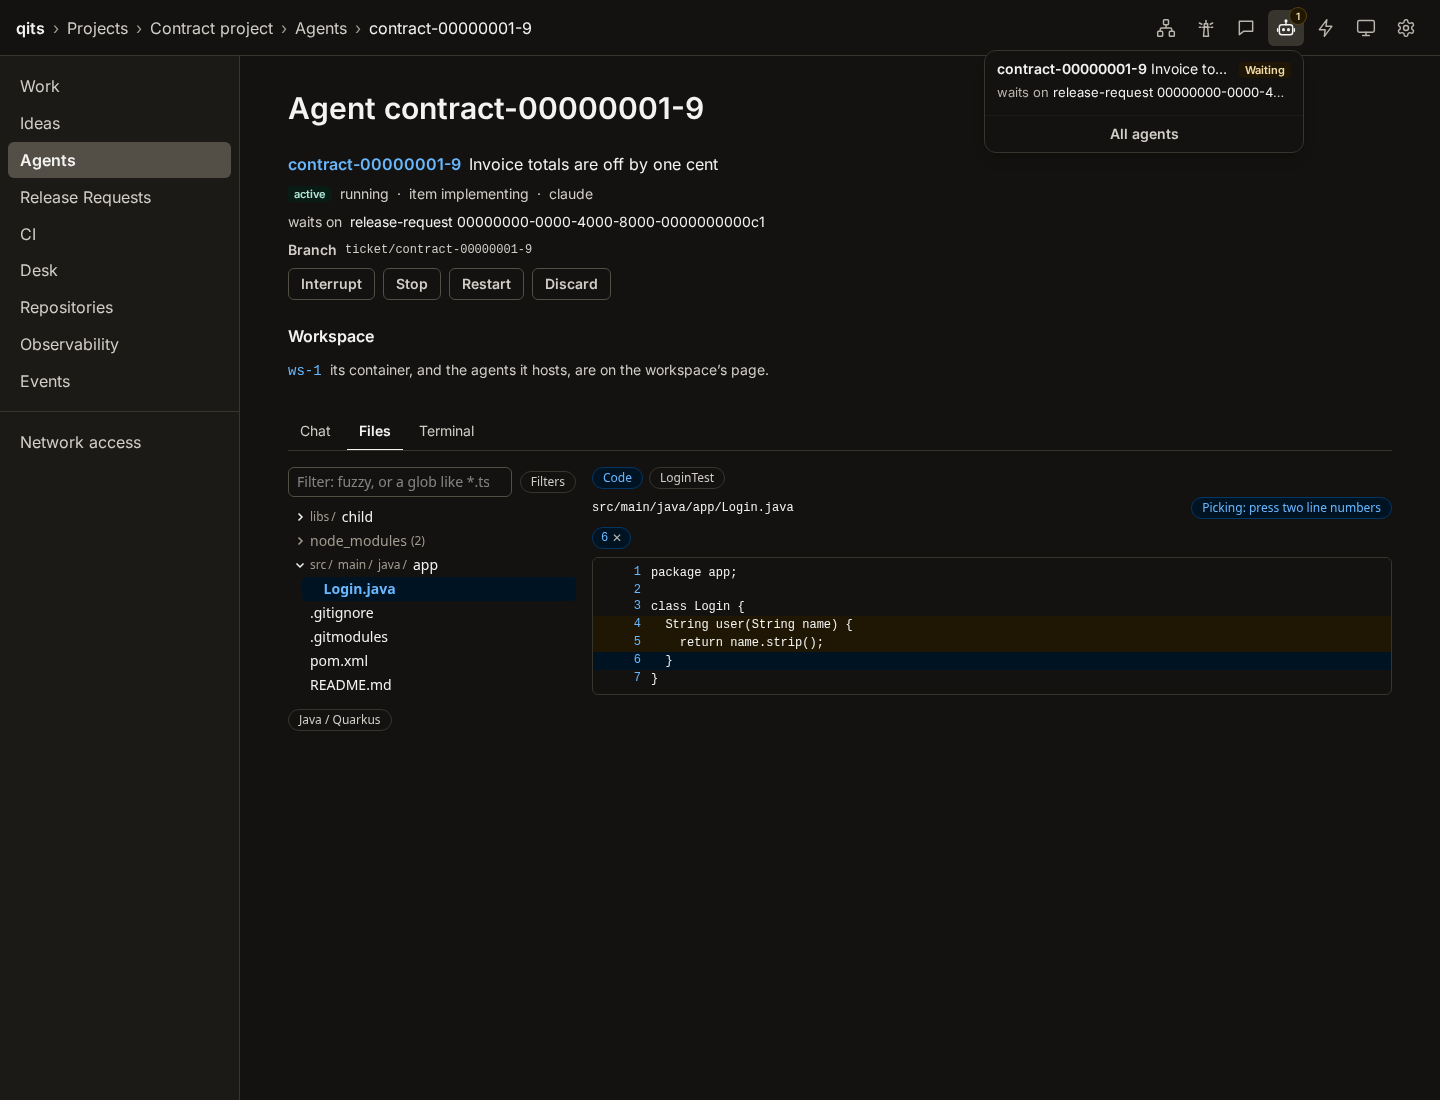 qits › Projects › Contract project › Agents › contract-00000001-9
1
contract-00000001-9 Invoice to... Waiting
waits on release-request 00000000-0000-4...
All agents
Work
Ideas
Agents
Release Requests
CI
Desk
Repositories
Observability
Events
Network access
Agent contract-00000001-9
contract-00000001-9 Invoice totals are off by one cent
active running · item implementing · claude
waits on release-request 00000000-0000-4000-8000-0000000000c1
Branch ticket/contract-00000001-9
Interrupt Stop Restart Discard
Workspace
ws-1 its container, and the agents it hosts, are on the workspace’s page.
Chat Files Terminal
Filter: fuzzy, or a glob like *.ts Filters
libs/ child
node_modules (2)
src/ main/ java/ app
Login.java
.gitignore
.gitmodules
pom.xml
README.md
Java / Quarkus
Code LoginTest
src/main/java/app/Login.java Picking: press two line numbers
6 ×
1 package app;
2
3 class Login {
4   String user(String name) {
5     return name.strip();
6   }
7 }